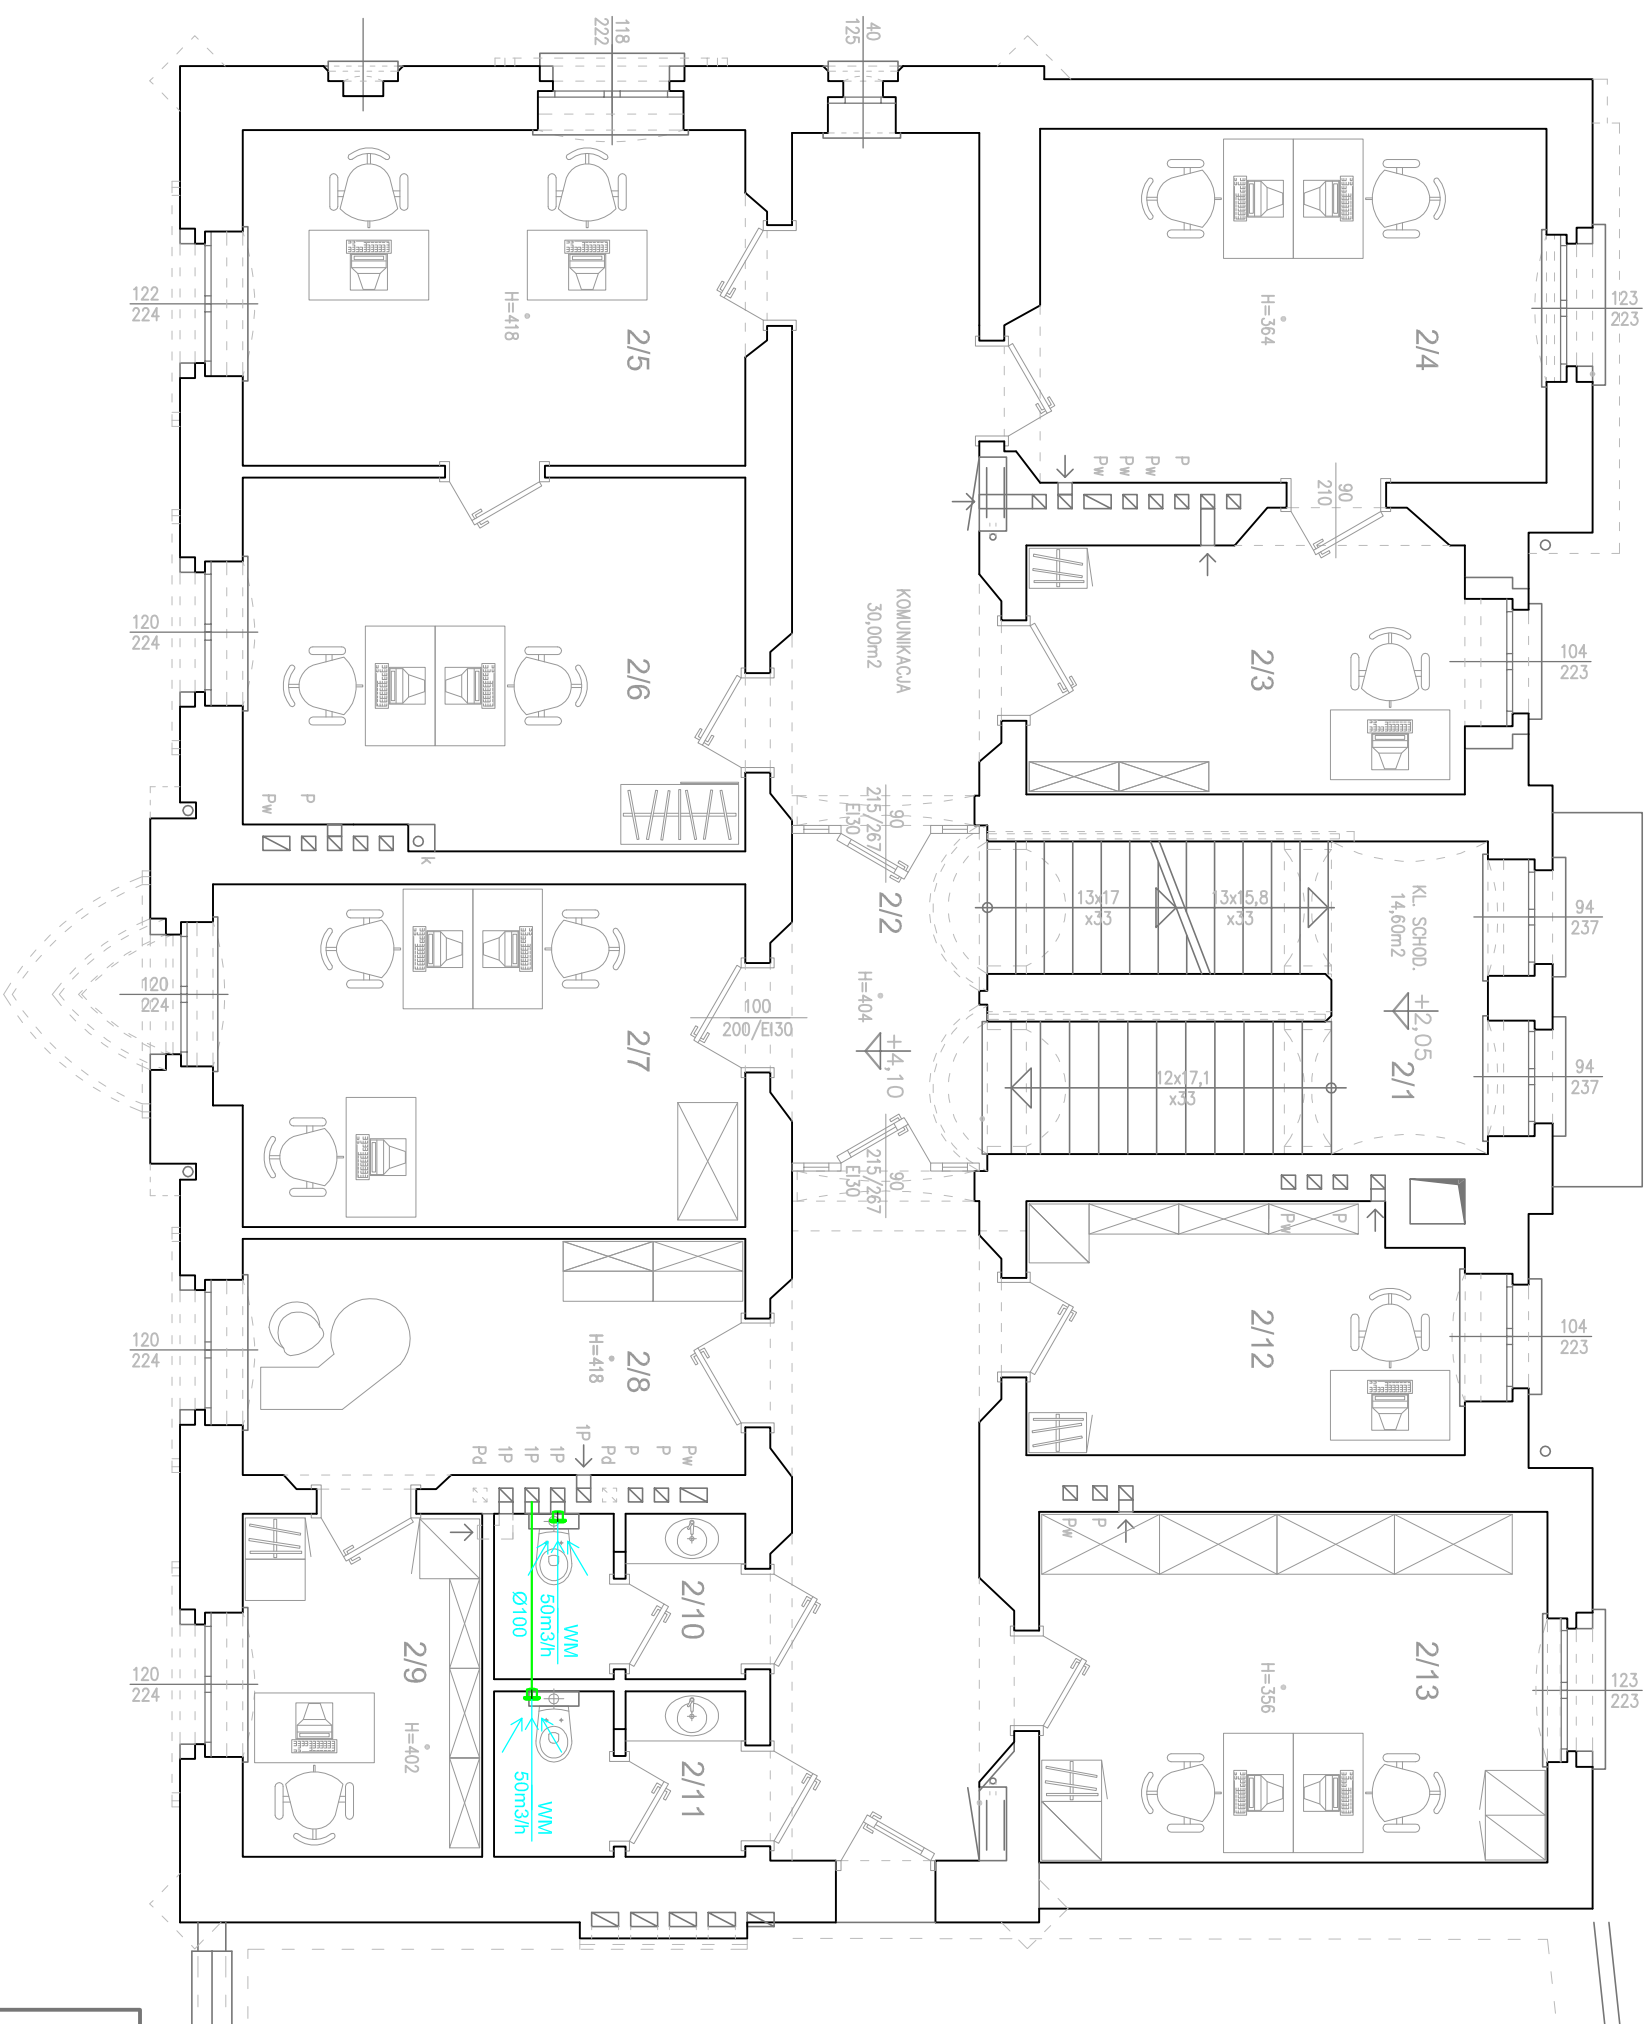 118
222
40
125
122
224
H=418
2/5
H=364
2/4
123
223
Pw
Pw
Pw
P
90
210
120
224
2/6
KOMUNIKACJA
30,00m2
2/3
104
223
Pw
P
k
215/267
EI30
90
2/2
13x17
x33
13x15,8
x33
KL. SCHOD.
14,60m2
94
237
120
224
100
200/EI30
H=404
+4,10
+2,05
2/7
2/1
12x17,1
x33
94
237
215/267
EI30
90
Pw
P
120
224
H=418
2/8
2/12
104
223
Pd
1P
1P
1P
1P
Pd
P
P
Pw
Pw
P
2/9
H=402
Ø100
50m3/h
WM
2/10
50m3/h
WM
2/11
120
224
H=356
2/13
123
223